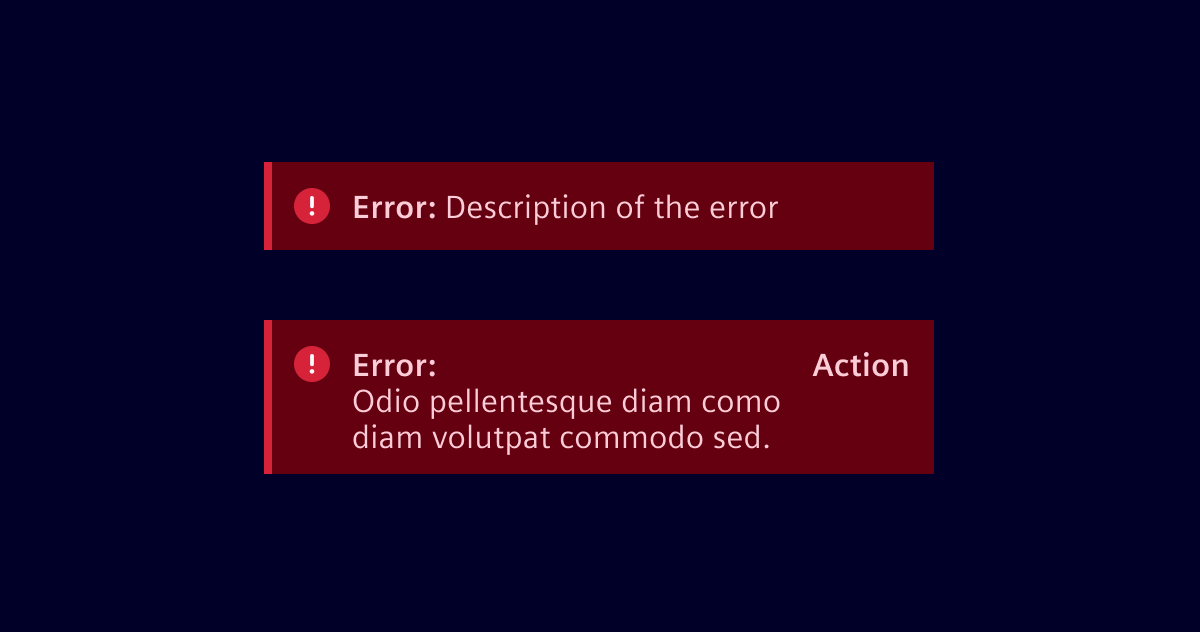 Error: Description of the error
Error:
Action
Odio pellentesque diam como
diam volutpat commodo sed.